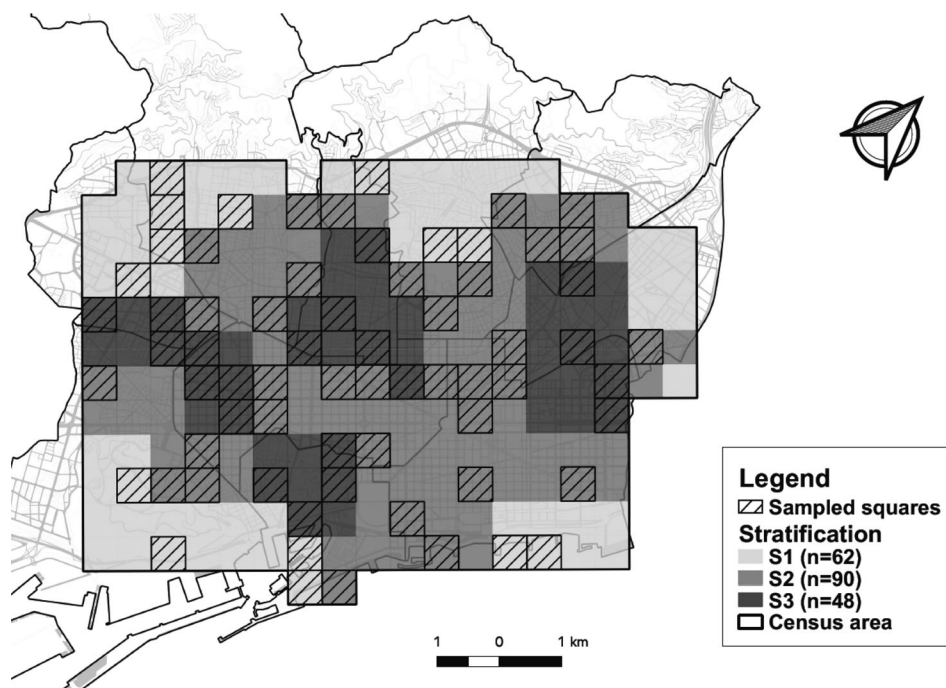 Legend
Sampled squares
Stratification
S1 (n=62)
S2 (n=90)
S3 (n=48)
Census area
1 0 1 km